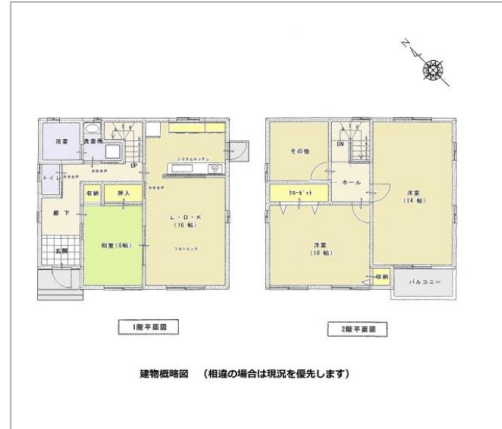 N
浴室
洗面所
UP
トイレ
収納
押入
システムキッチン
廊下
玄関
和室(6帖)
L・D・K
(16帖)
フローリング
1階平面図
その他
DN
ホール
クローゼット
洋室
(14帖)
洋室
(10帖)
収納
バルコニー
2階平面図
建物概略図 (相違の場合は現況を優先します)